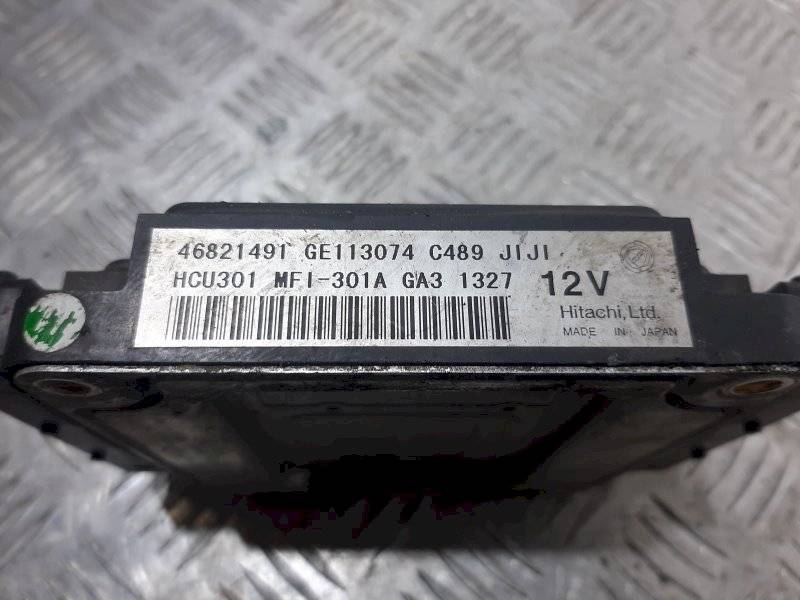 46821491 GE113074 C489 JIJI
HCU301 MFI-301A GA3 1327 12V
Hitachi, Ltd.
MADE IN JAPAN